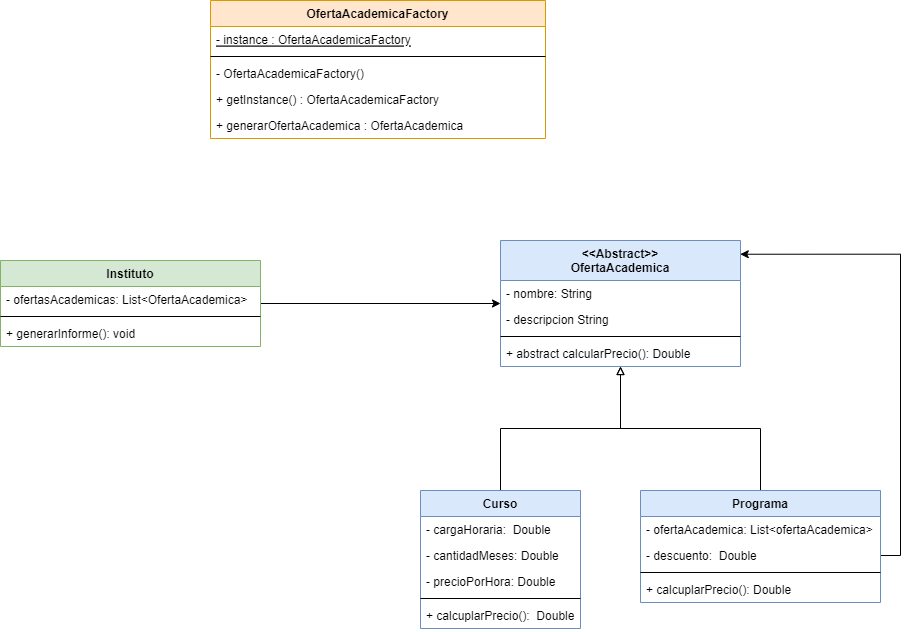 OfertaAcademicaFactory
- instance : OfertaAcademicaFactory
- OfertaAcademicaFactory()
+ getInstance() : OfertaAcademicaFactory
+ generarOfertaAcademica : OfertaAcademica
Instituto
- ofertasAcademicas: List<OfertaAcademica>
+ generarInforme(): void
<<Abstract>>
OfertaAcademica
- nombre: String
- descripcion String
+ abstract calcularPrecio(): Double
Curso
- cargaHoraria:  Double
- cantidadMeses: Double
- precioPorHora: Double
+ calcuplarPrecio():  Double
Programa
- ofertaAcademica: List<ofertaAcademica>
- descuento:  Double
+ calcuplarPrecio(): Double